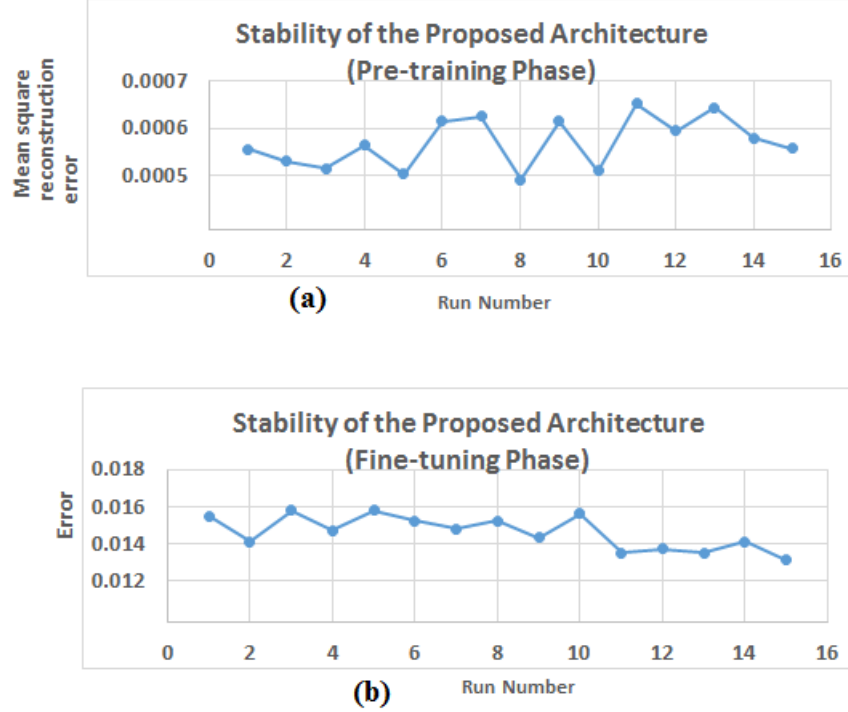 Stability of the Proposed Architecture
(Pre-training Phase)
Mean square
reconstruction
error
0.0007
0.0006
0.0005
0 2 4 6 8 10 12 14 16
(a)
Run Number
Stability of the Proposed Architecture
(Fine-tuning Phase)
Error
0.018
0.016
0.014
0.012
0 2 4 6 8 10 12 14 16
(b)
Run Number